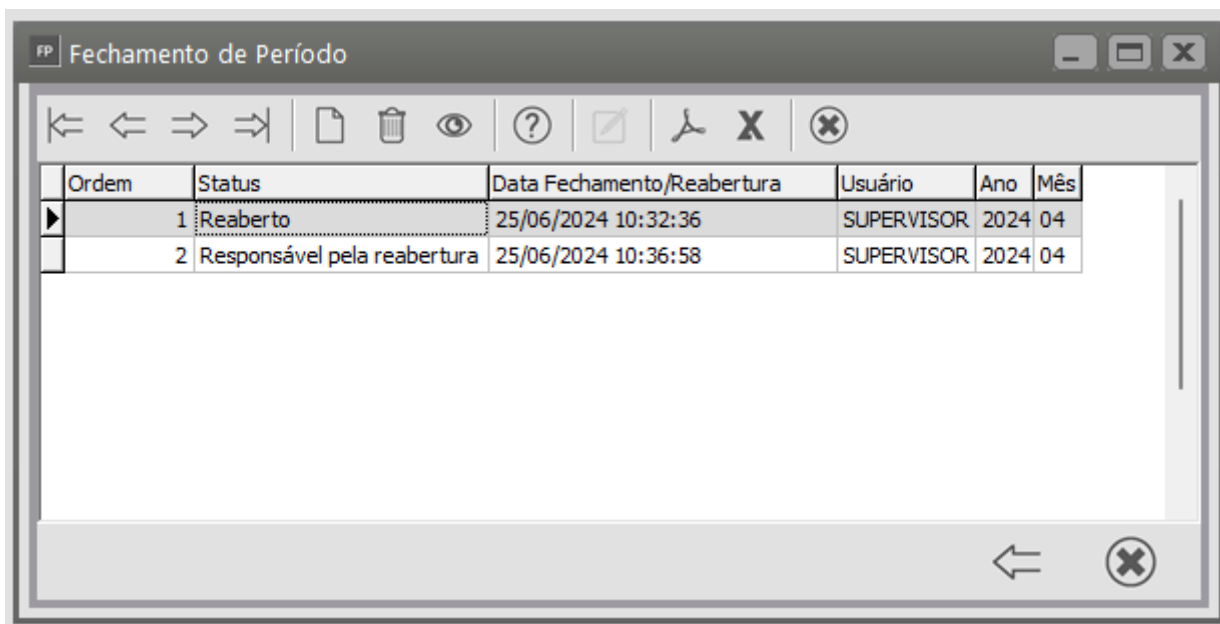 FP Fechamento de Período
Ordem Status Data Fechamento/Reabertura Usuário Ano Mês
1 Reaberto 25/06/2024 10:32:36 SUPERVISOR 2024 04
2 Responsável pela reabertura 25/06/2024 10:36:58 SUPERVISOR 2024 04